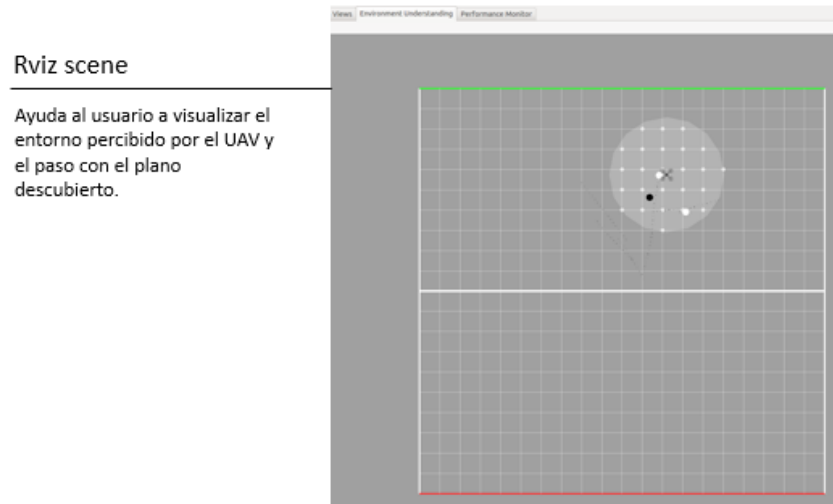 Views Environment Understanding Performance Monitor
Rviz scene
Ayuda al usuario a visualizar el
entorno percibido por el UAV y
el paso con el plano
descubierto.